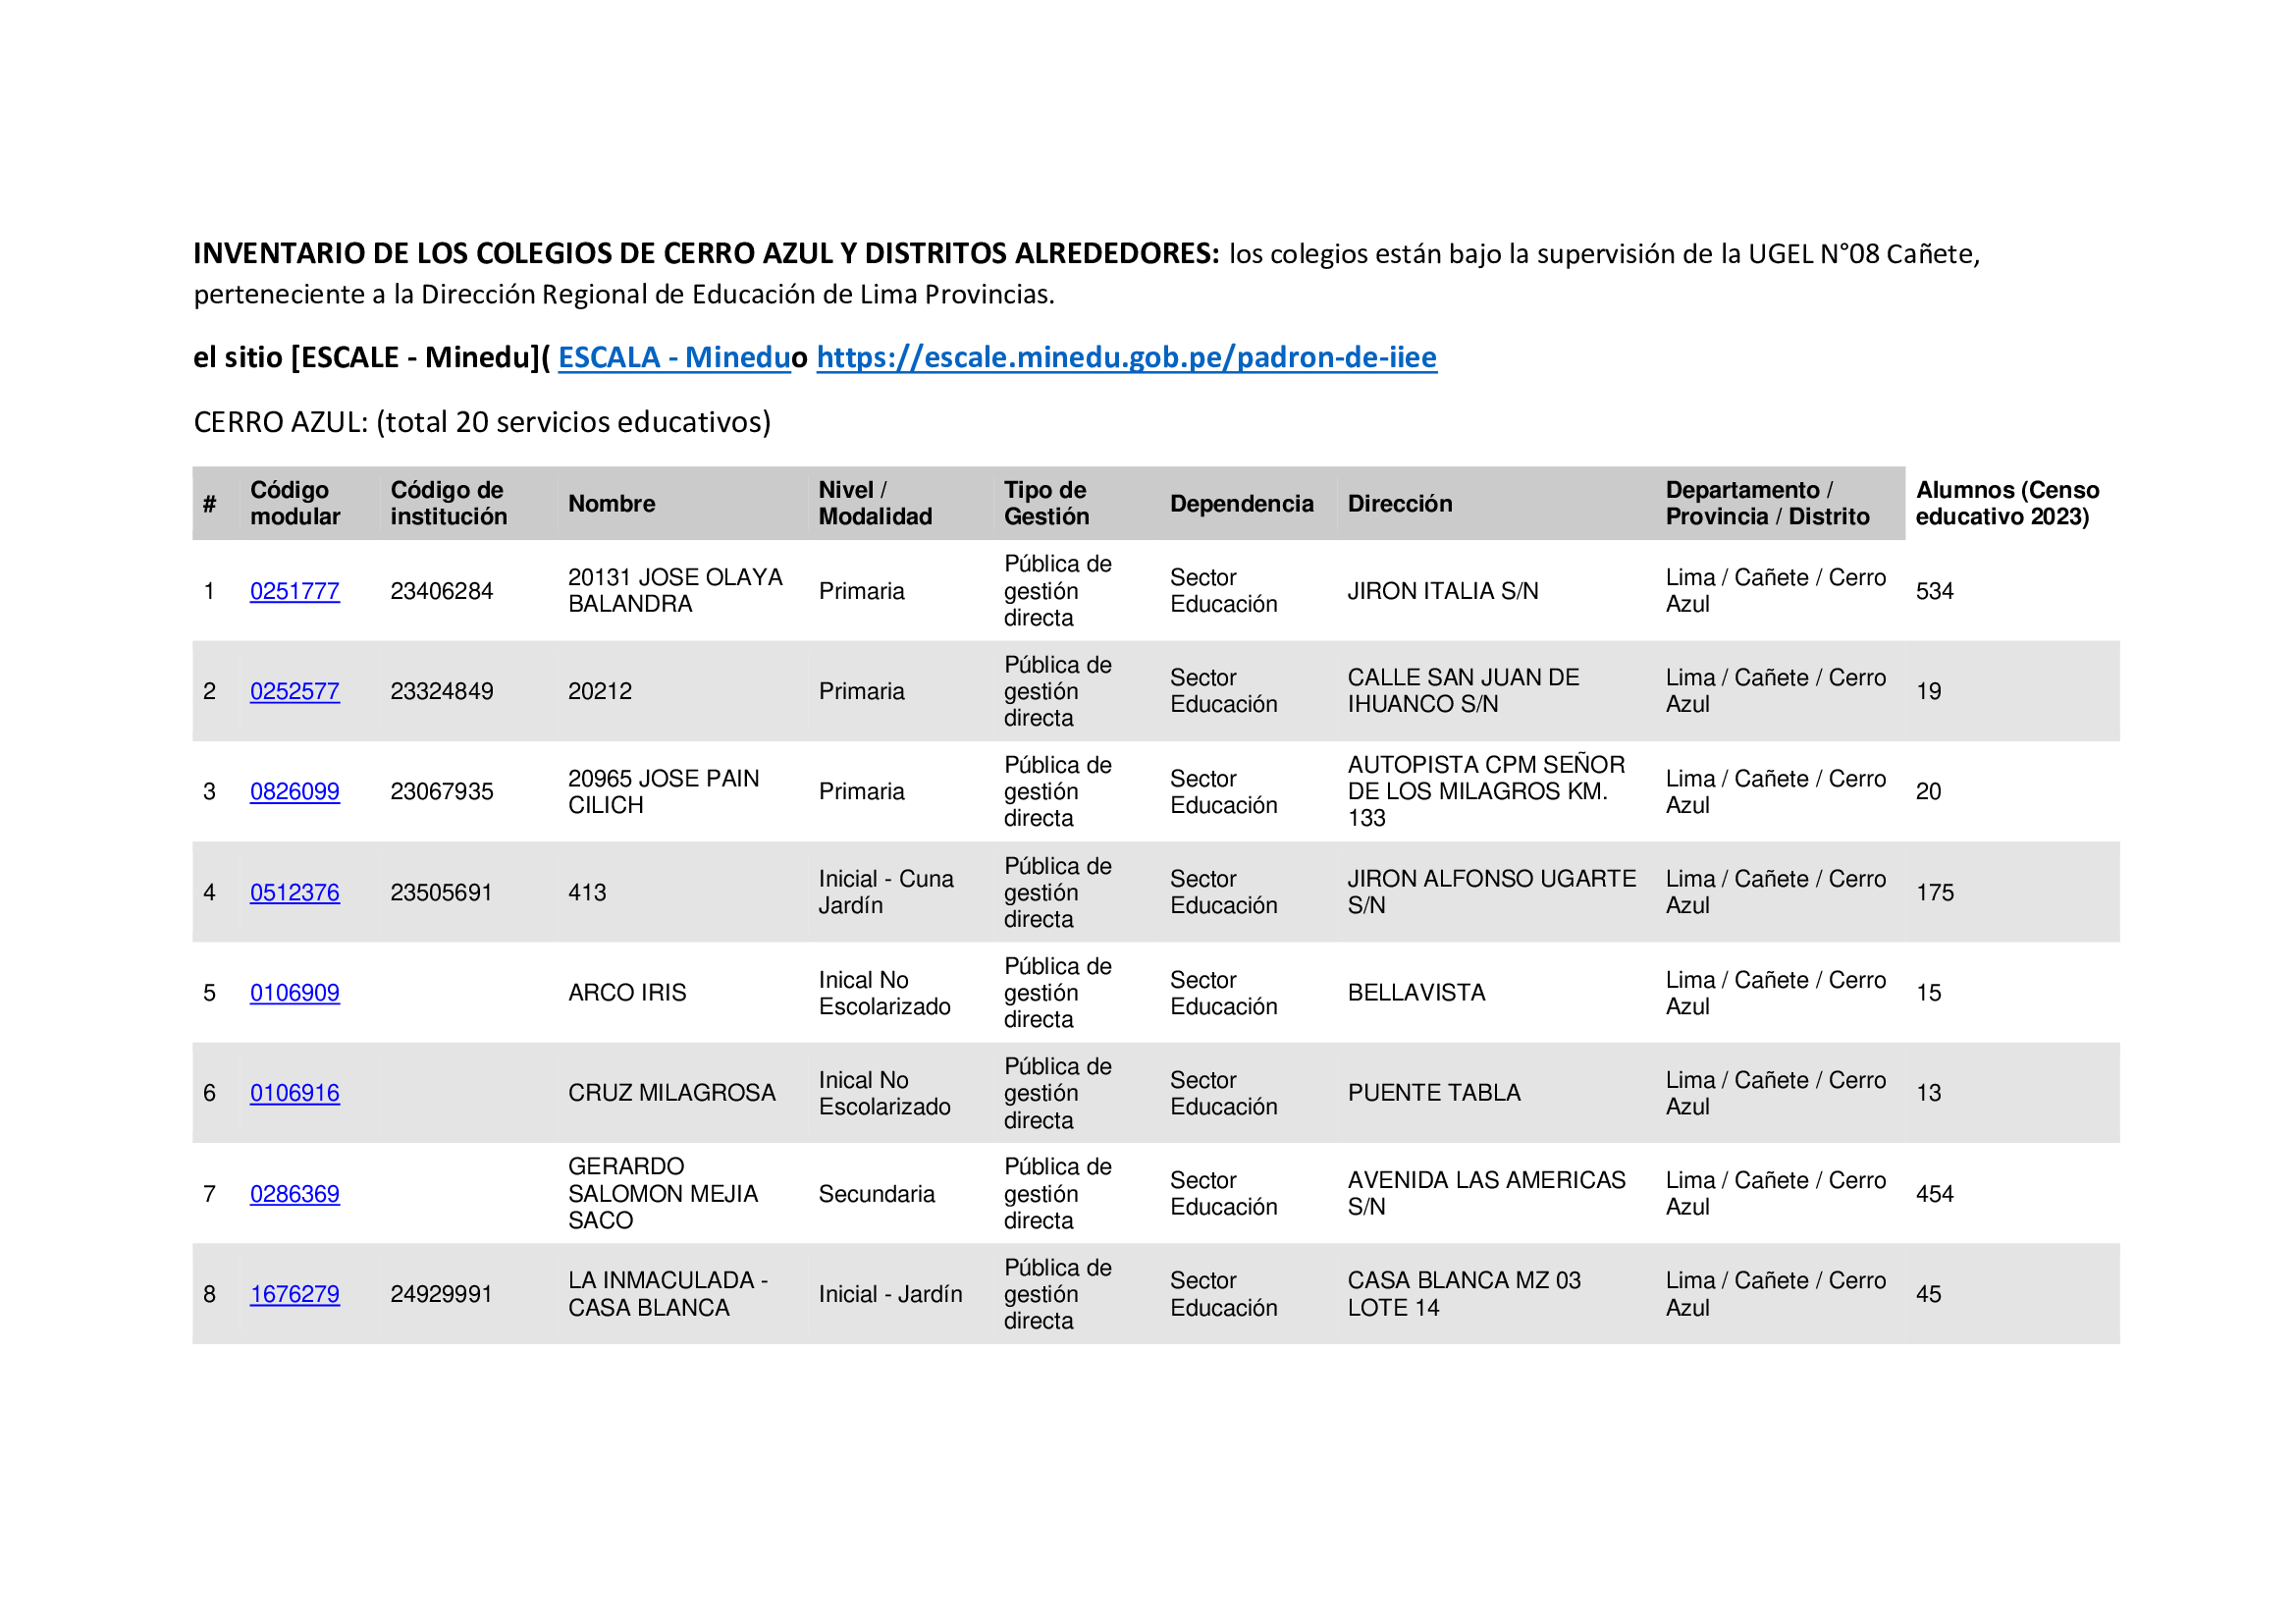 INVENTARIO DE LOS COLEGIOS DE CERRO AZUL Y DISTRITOS ALREDEDORES: los colegios están bajo la supervisión de la UGEL N°08 Cañete,
perteneciente a la Dirección Regional de Educación de Lima Provincias.
el sitio [ESCALE - Minedu]( ESCALA - Mineduo https://escale.minedu.gob.pe/padron-de-iiee
CERRO AZUL: (total 20 servicios educativos)
# Código modular Código de institución Nombre Nivel / Modalidad Tipo de Gestión Dependencia Dirección Departamento / Provincia / Distrito Alumnos (Censo educativo 2023)
1 0251777 23406284 20131 JOSE OLAYA BALANDRA Primaria Pública de gestión directa Sector Educación JIRON ITALIA S/N Lima / Cañete / Cerro Azul 534
2 0252577 23324849 20212 Primaria Pública de gestión directa Sector Educación CALLE SAN JUAN DE IHUANCO S/N Lima / Cañete / Cerro Azul 19
3 0826099 23067935 20965 JOSE PAIN CILICH Primaria Pública de gestión directa Sector Educación AUTOPISTA CPM SEÑOR DE LOS MILAGROS KM. 133 Lima / Cañete / Cerro Azul 20
4 0512376 23505691 413 Inicial - Cuna Jardín Pública de gestión directa Sector Educación JIRON ALFONSO UGARTE S/N Lima / Cañete / Cerro Azul 175
5 0106909 ARCO IRIS Inical No Escolarizado Pública de gestión directa Sector Educación BELLAVISTA Lima / Cañete / Cerro Azul 15
6 0106916 CRUZ MILAGROSA Inical No Escolarizado Pública de gestión directa Sector Educación PUENTE TABLA Lima / Cañete / Cerro Azul 13
7 0286369 GERARDO SALOMON MEJIA SACO Secundaria Pública de gestión directa Sector Educación AVENIDA LAS AMERICAS S/N Lima / Cañete / Cerro Azul 454
8 1676279 24929991 LA INMACULADA - CASA BLANCA Inicial - Jardín Pública de gestión directa Sector Educación CASA BLANCA MZ 03 LOTE 14 Lima / Cañete / Cerro Azul 45